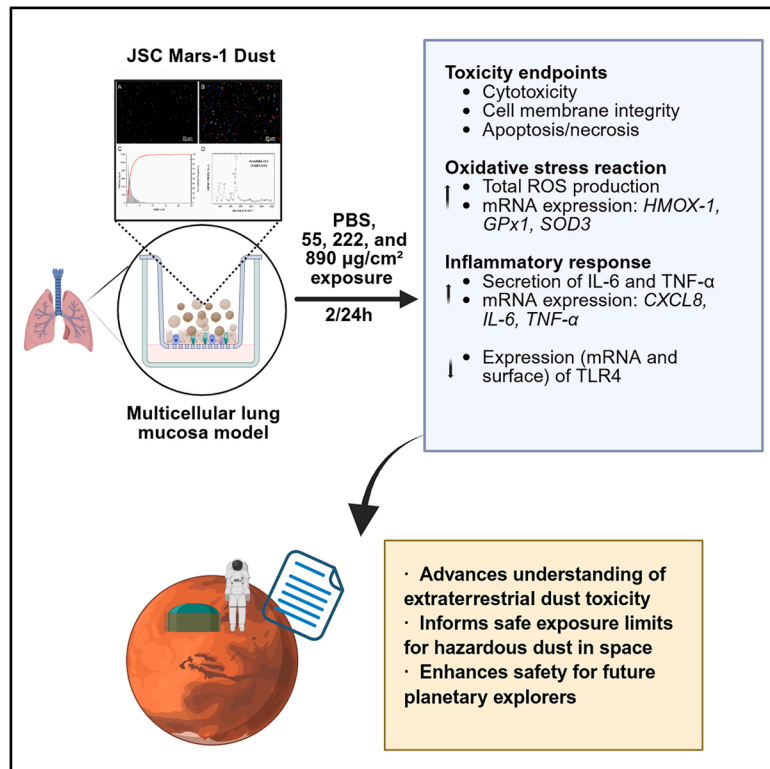 JSC Mars-1 Dust
A
B
C
D
PBS,
55, 222, and
890 µg/cm²
exposure
2/24h
Multicellular lung
mucosa model
Toxicity endpoints
• Cytotoxicity
• Cell membrane integrity
• Apoptosis/necrosis
Oxidative stress reaction
• Total ROS production
• mRNA expression: HMOX-1,
GPx1, SOD3
Inflammatory response
• Secretion of IL-6 and TNF-α
• mRNA expression: CXCL8,
IL-6, TNF-α
• Expression (mRNA and
surface) of TLR4
· Advances understanding of
extraterrestrial dust toxicity
· Informs safe exposure limits
for hazardous dust in space
· Enhances safety for future
planetary explorers